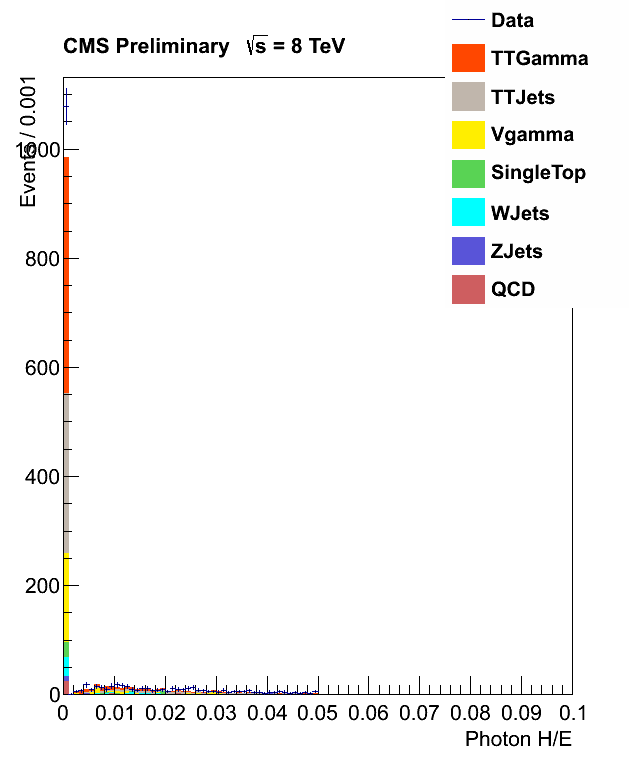 CMS Preliminary √s = 8 TeV
Data
TTGamma
TTJets
Vgamma
SingleTop
WJets
ZJets
QCD
Events / 0.001
1000
800
600
400
200
0
0 0.01 0.02 0.03 0.04 0.05 0.06 0.07 0.08 0.09 0.1
Photon H/E